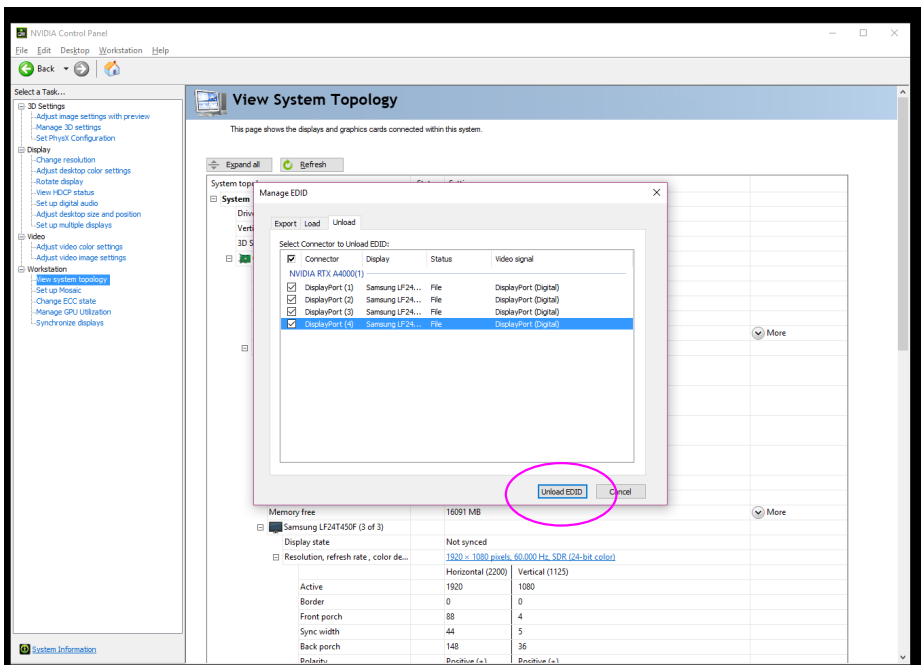 NVIDIA Control Panel
File Edit Desktop Workstation Help
Back
Select a Task...
3D Settings
Adjust image settings with preview
Manage 3D settings
Set PhysX Configuration
Display
Change resolution
Adjust desktop color settings
Rotate display
View HDCP status
Set up digital audio
Adjust desktop size and position
Set up multiple displays
Video
Adjust video color settings
Adjust video image settings
Workstation
View system topology
Set up Mosaic
Change ECC state
Manage GPU Utilization
Synchronize displays
System Information
View System Topology
This page shows the displays and graphics cards connected within this system.
Expand all Refresh
System
Manage EDID
Export Load Unload
Select Connector to Unload EDID:
Connector Display Status Video signal
NVIDIA RTX A4000(1)
DisplayPort (1) Samsung LF24... File DisplayPort (Digital)
DisplayPort (2) Samsung LF24... File DisplayPort (Digital)
DisplayPort (3) Samsung LF24... File DisplayPort (Digital)
DisplayPort (4) Samsung LF24... File DisplayPort (Digital)
Unload EDID Cancel
More
Memory free 16091 MB More
Samsung LF24T450F (3 of 3)
Display state Not synced
Resolution, refresh rate , color de... 1920 × 1080 pixels, 60.000 Hz, SDR (24-bit color)
Horizontal (2200) Vertical (1125)
Active 1920 1080
Border 0 0
Front porch 88 4
Sync width 44 5
Back porch 148 36
Polarity Positive (+) Positive (+)